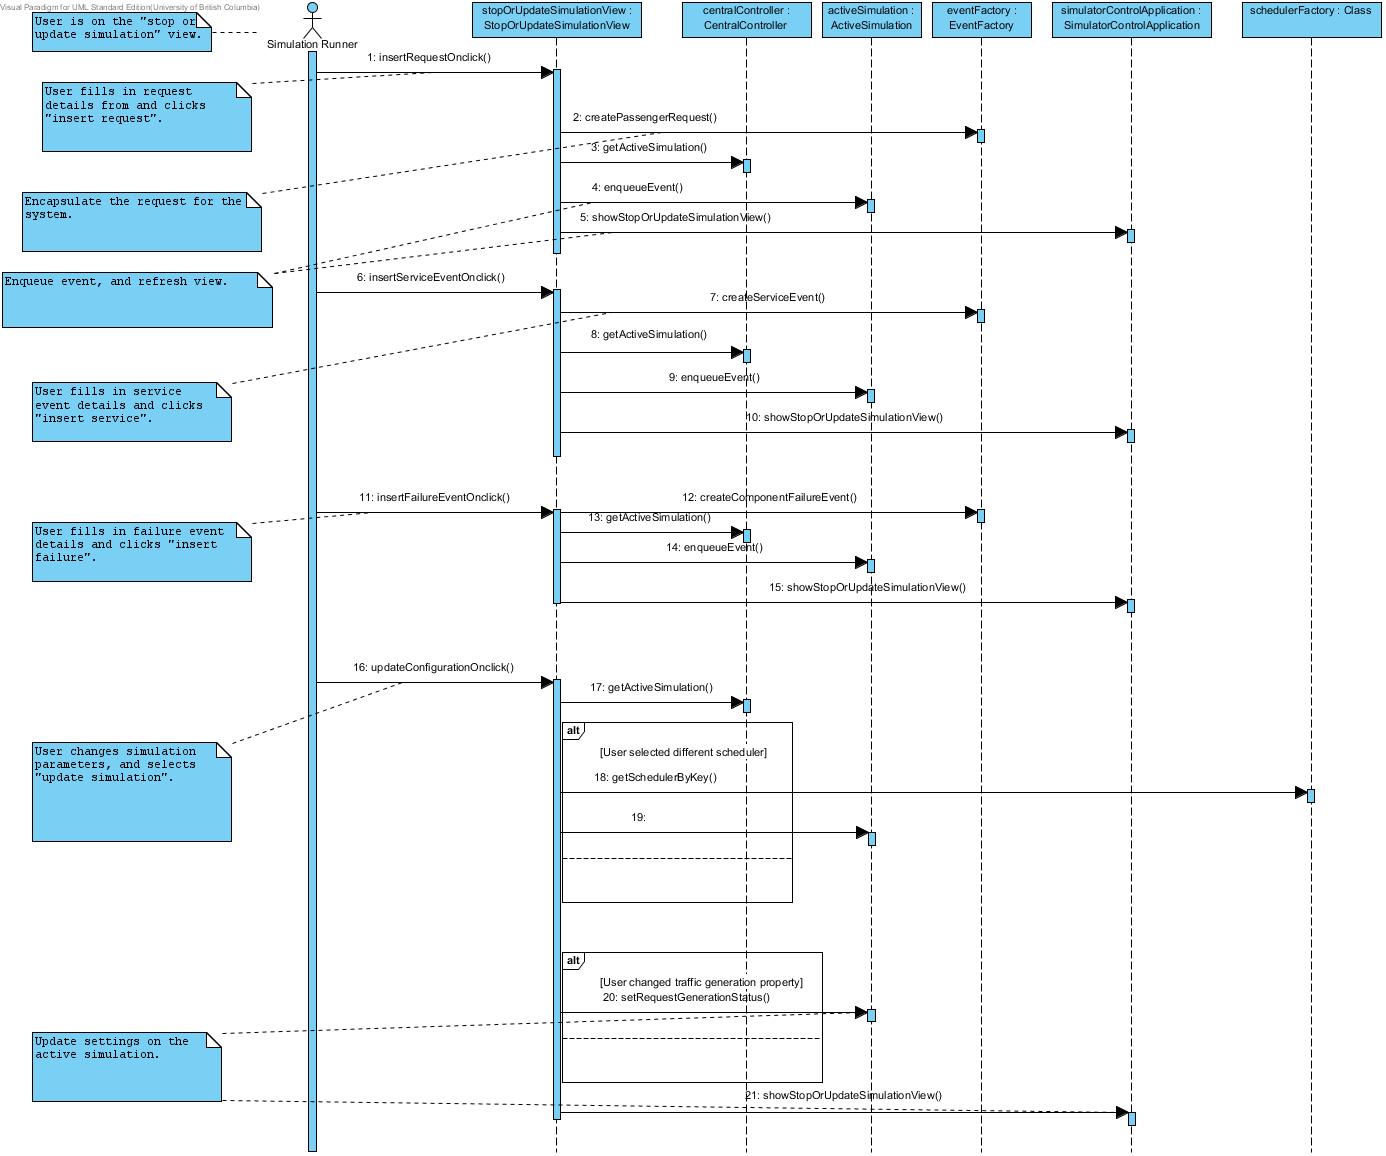 Visual Paradigm for UML Standard Edition(University of British Columbia)
User is on the "stop or
update simulation" view.
Simulation Runner
stopOrUpdateSimulationView :
StopOrUpdateSimulationView
centralController :
CentralController
activeSimulation :
ActiveSimulation
eventFactory :
EventFactory
simulatorControlApplication :
SimulatorControlApplication
schedulerFactory : Class
1: insertRequestOnclick()
User fills in request
details from and clicks
"insert request".
2: createPassengerRequest()
3: getActiveSimulation()
4: enqueueEvent()
Encapsulate the request for the
system.
5: showStopOrUpdateSimulationView()
Enqueue event, and refresh view.
6: insertServiceEventOnclick()
7: createServiceEvent()
8: getActiveSimulation()
9: enqueueEvent()
User fills in service
event details and clicks
"insert service".
10: showStopOrUpdateSimulationView()
11: insertFailureEventOnclick()
12: createComponentFailureEvent()
13: getActiveSimulation()
User fills in failure event
details and clicks "insert
failure".
14: enqueueEvent()
15: showStopOrUpdateSimulationView()
16: updateConfigurationOnclick()
17: getActiveSimulation()
alt
[User selected different scheduler]
User changes simulation
parameters, and selects
"update simulation".
18: getSchedulerByKey()
19:
alt
[User changed traffic generation property]
20: setRequestGenerationStatus()
Update settings on the
active simulation.
21: showStopOrUpdateSimulationView()